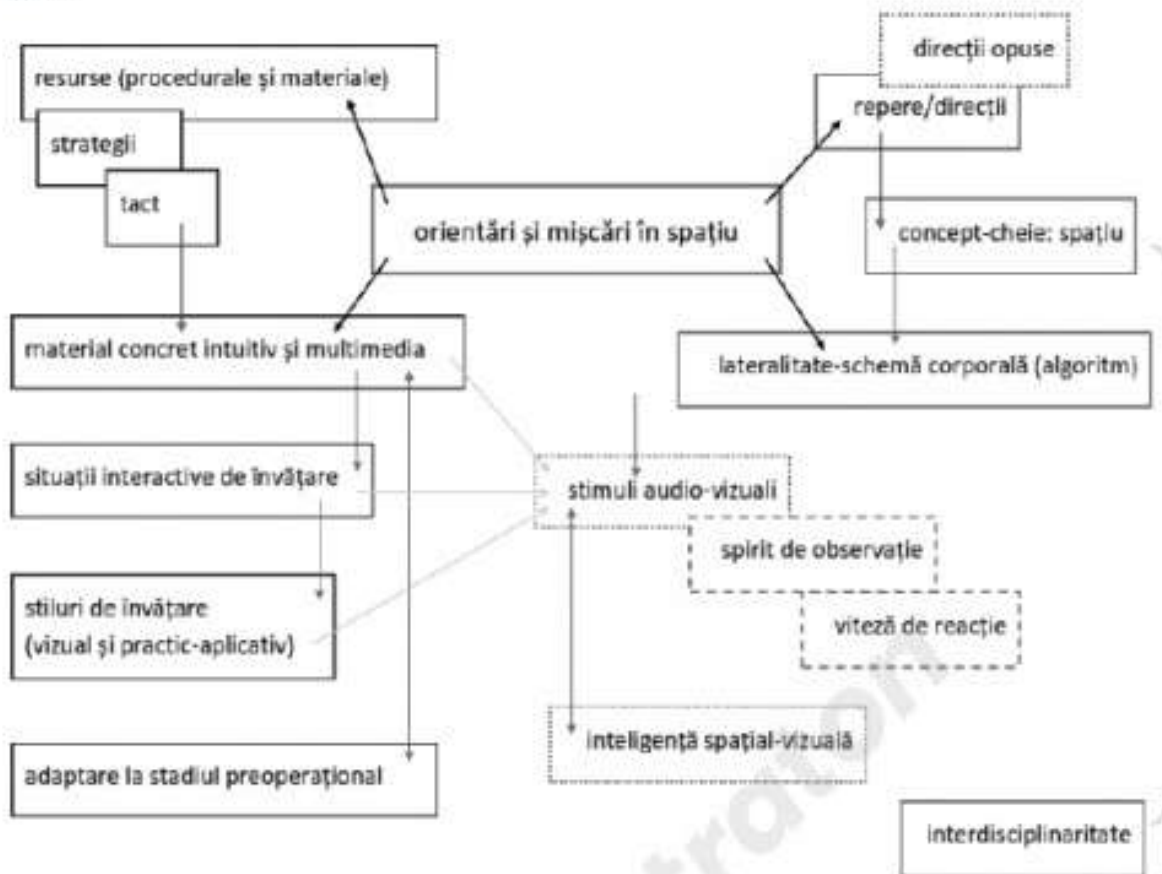 direcții opuse
resurse (procedurale și materiale)
repere/direcții
strategii
tact
orientări și mișcări în spațiu
concept-cheie: spațiu
material concret intuitiv și multimedia
lateralitate-schemă corporală (algoritm)
situații interactive de învățare
stimuli audio-vizuali
spirit de observație
stiluri de învățare
(vizual și practic-aplicativ)
viteză de reacție
inteligență spațial-vizuală
adaptare la stadiul preoperațional
interdisciplinaritate